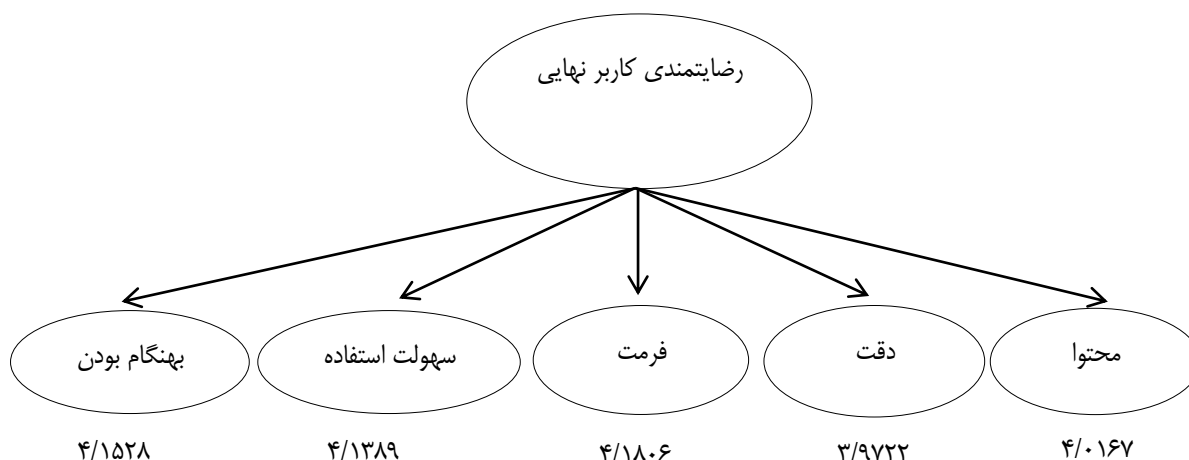 رضایتمندی کاربر نهایی
محتوا
دقت
فرمت
سهولت استفاده
بهنگام بودن
۴/۰۱۶۷
۳/۹۷۲۲
۴/۱۸۰۶
۴/۱۳۸۹
۴/۱۵۲۸